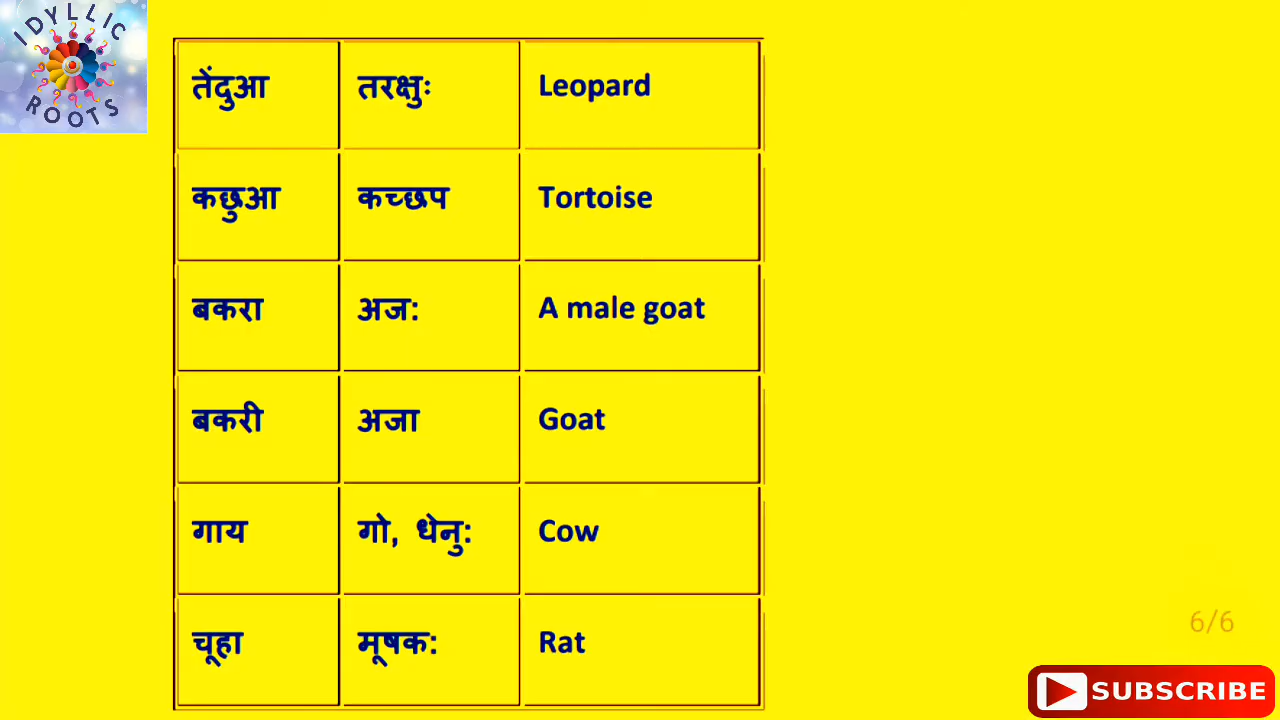 IDYLLIC
ROOTS
तेंदुआ तरक्षुः Leopard
कछुआ कच्छप Tortoise
बकरा अज: A male goat
बकरी अजा Goat
गाय गो, धेनु: Cow
चूहा मूषक: Rat
6/6
SUBSCRIBE